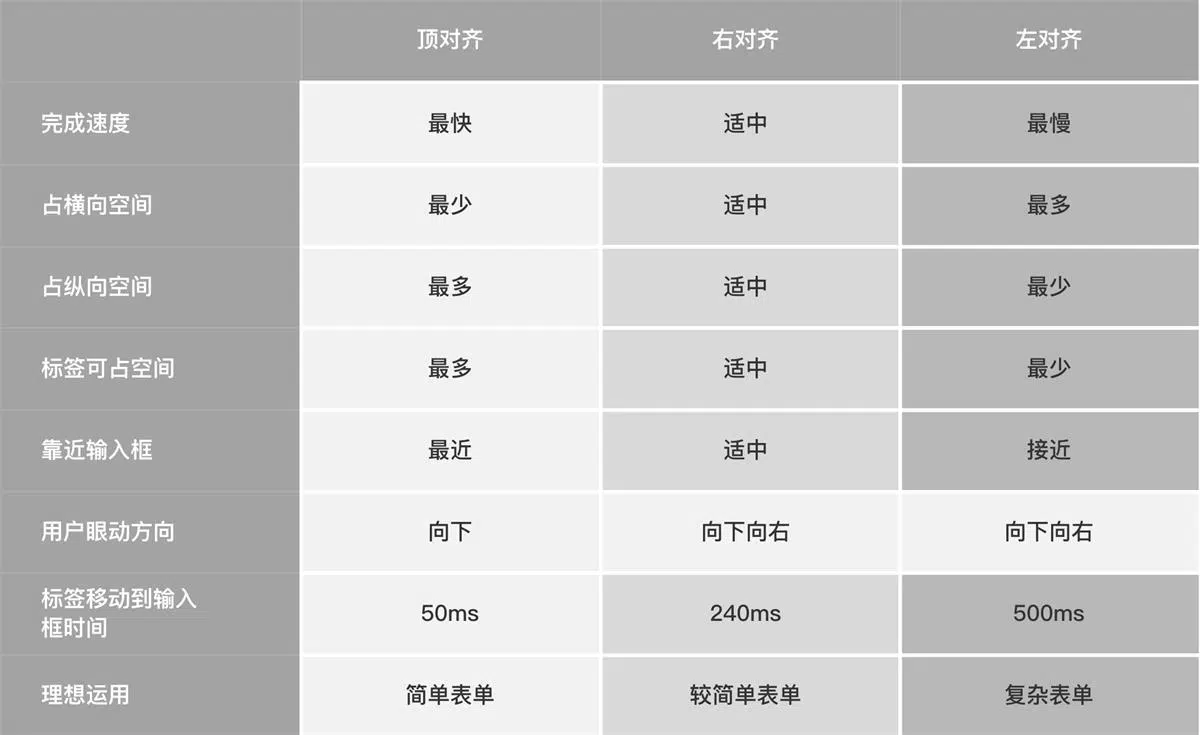 顶对齐 右对齐 左对齐
完成速度 最快 适中 最慢
占横向空间 最少 适中 最多
占纵向空间 最多 适中 最少
标签可占空间 最多 适中 最少
靠近输入框 最近 适中 接近
用户眼动方向 向下 向下向右 向下向右
标签移动到输入
框时间 50ms 240ms 500ms
理想运用 简单表单 较简单表单 复杂表单